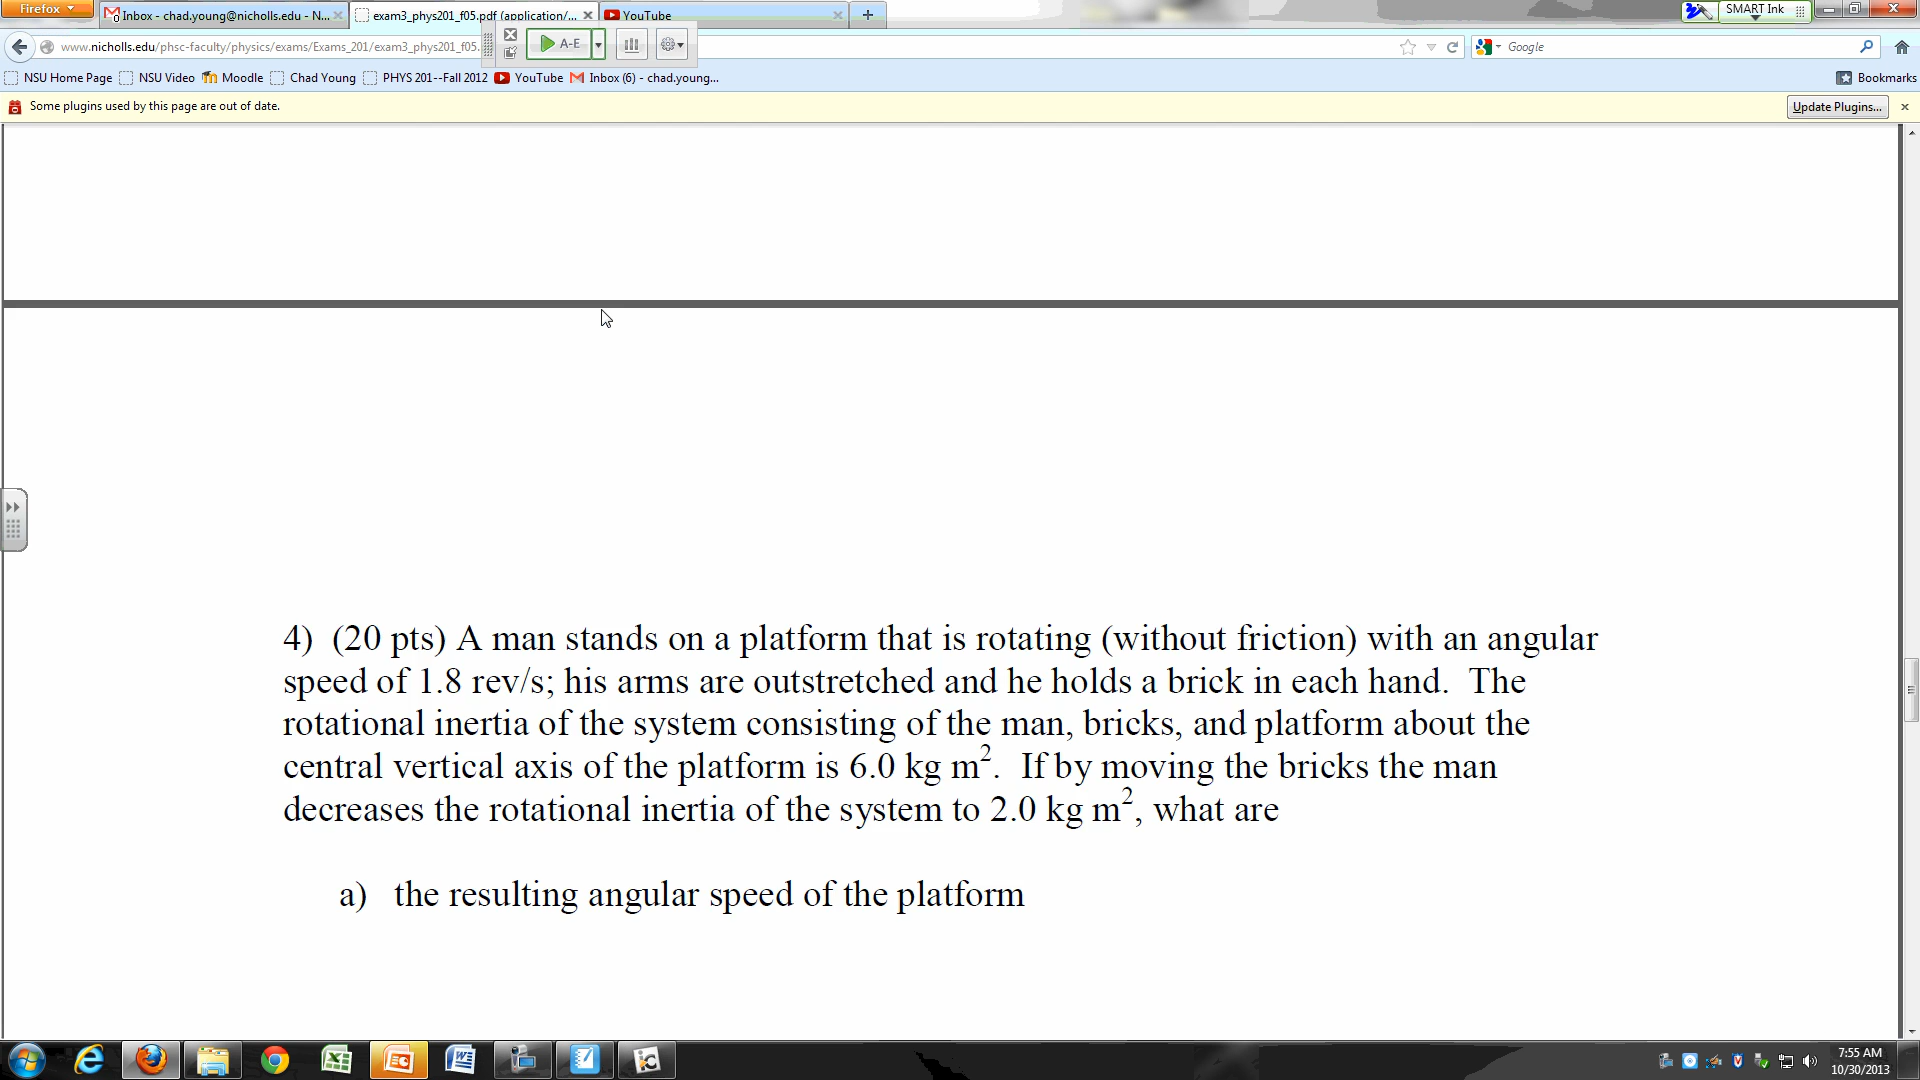 Firefox
Inbox - chad.young@nicholls.edu - N...
exam3_phys201_f05.pdf (application/...
YouTube
SMART Ink
www.nicholls.edu/phsc-faculty/physics/exams/Exams_201/exam3_phys201_f05.
A-E
Google
NSU Home Page
NSU Video
Moodle
Chad Young
PHYS 201--Fall 2012
YouTube
Inbox (6) - chad.young...
Bookmarks
Some plugins used by this page are out of date.
Update Plugins...
4) (20 pts) A man stands on a platform that is rotating (without friction) with an angular
speed of 1.8 rev/s; his arms are outstretched and he holds a brick in each hand. The
rotational inertia of the system consisting of the man, bricks, and platform about the
central vertical axis of the platform is 6.0 kg m². If by moving the bricks the man
decreases the rotational inertia of the system to 2.0 kg m², what are
a) the resulting angular speed of the platform
7:55 AM
10/30/2013